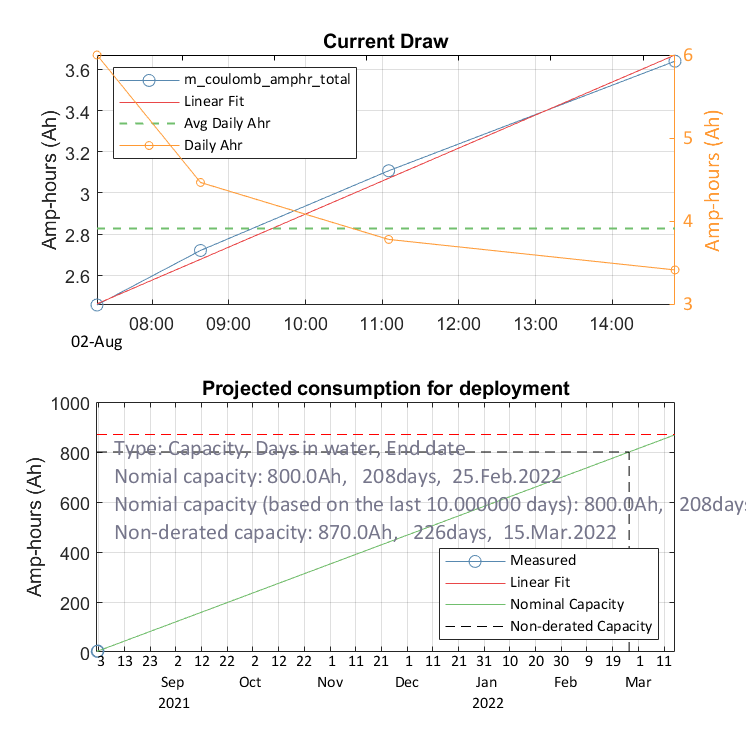 Current Draw
Amp-hours (Ah)
3.6
3.4
3.2
3
2.8
2.6
m_coulomb_amphr_total
Linear Fit
Avg Daily Ahr
Daily Ahr
6
5
4
3
Amp-hours (Ah)
08:00 09:00 10:00 11:00 12:00 13:00 14:00
02-Aug
Projected consumption for deployment
Amp-hours (Ah)
1000
800
600
400
200
0
Type: Capacity, Days in water, End date
Nomial capacity: 800.0Ah, 208days, 25.Feb.2022
Nomial capacity (based on the last 10.000000 days): 800.0Ah, 208days
Non-derated capacity: 870.0Ah, 226days, 15.Mar.2022
Measured
Linear Fit
Nominal Capacity
Non-derated Capacity
3 13 23 2 12 22 2 12 22 1 11 21 1 11 21 31 10 20 30 9 19 1 11
Sep Oct Nov Dec Jan Feb Mar
2021 2022